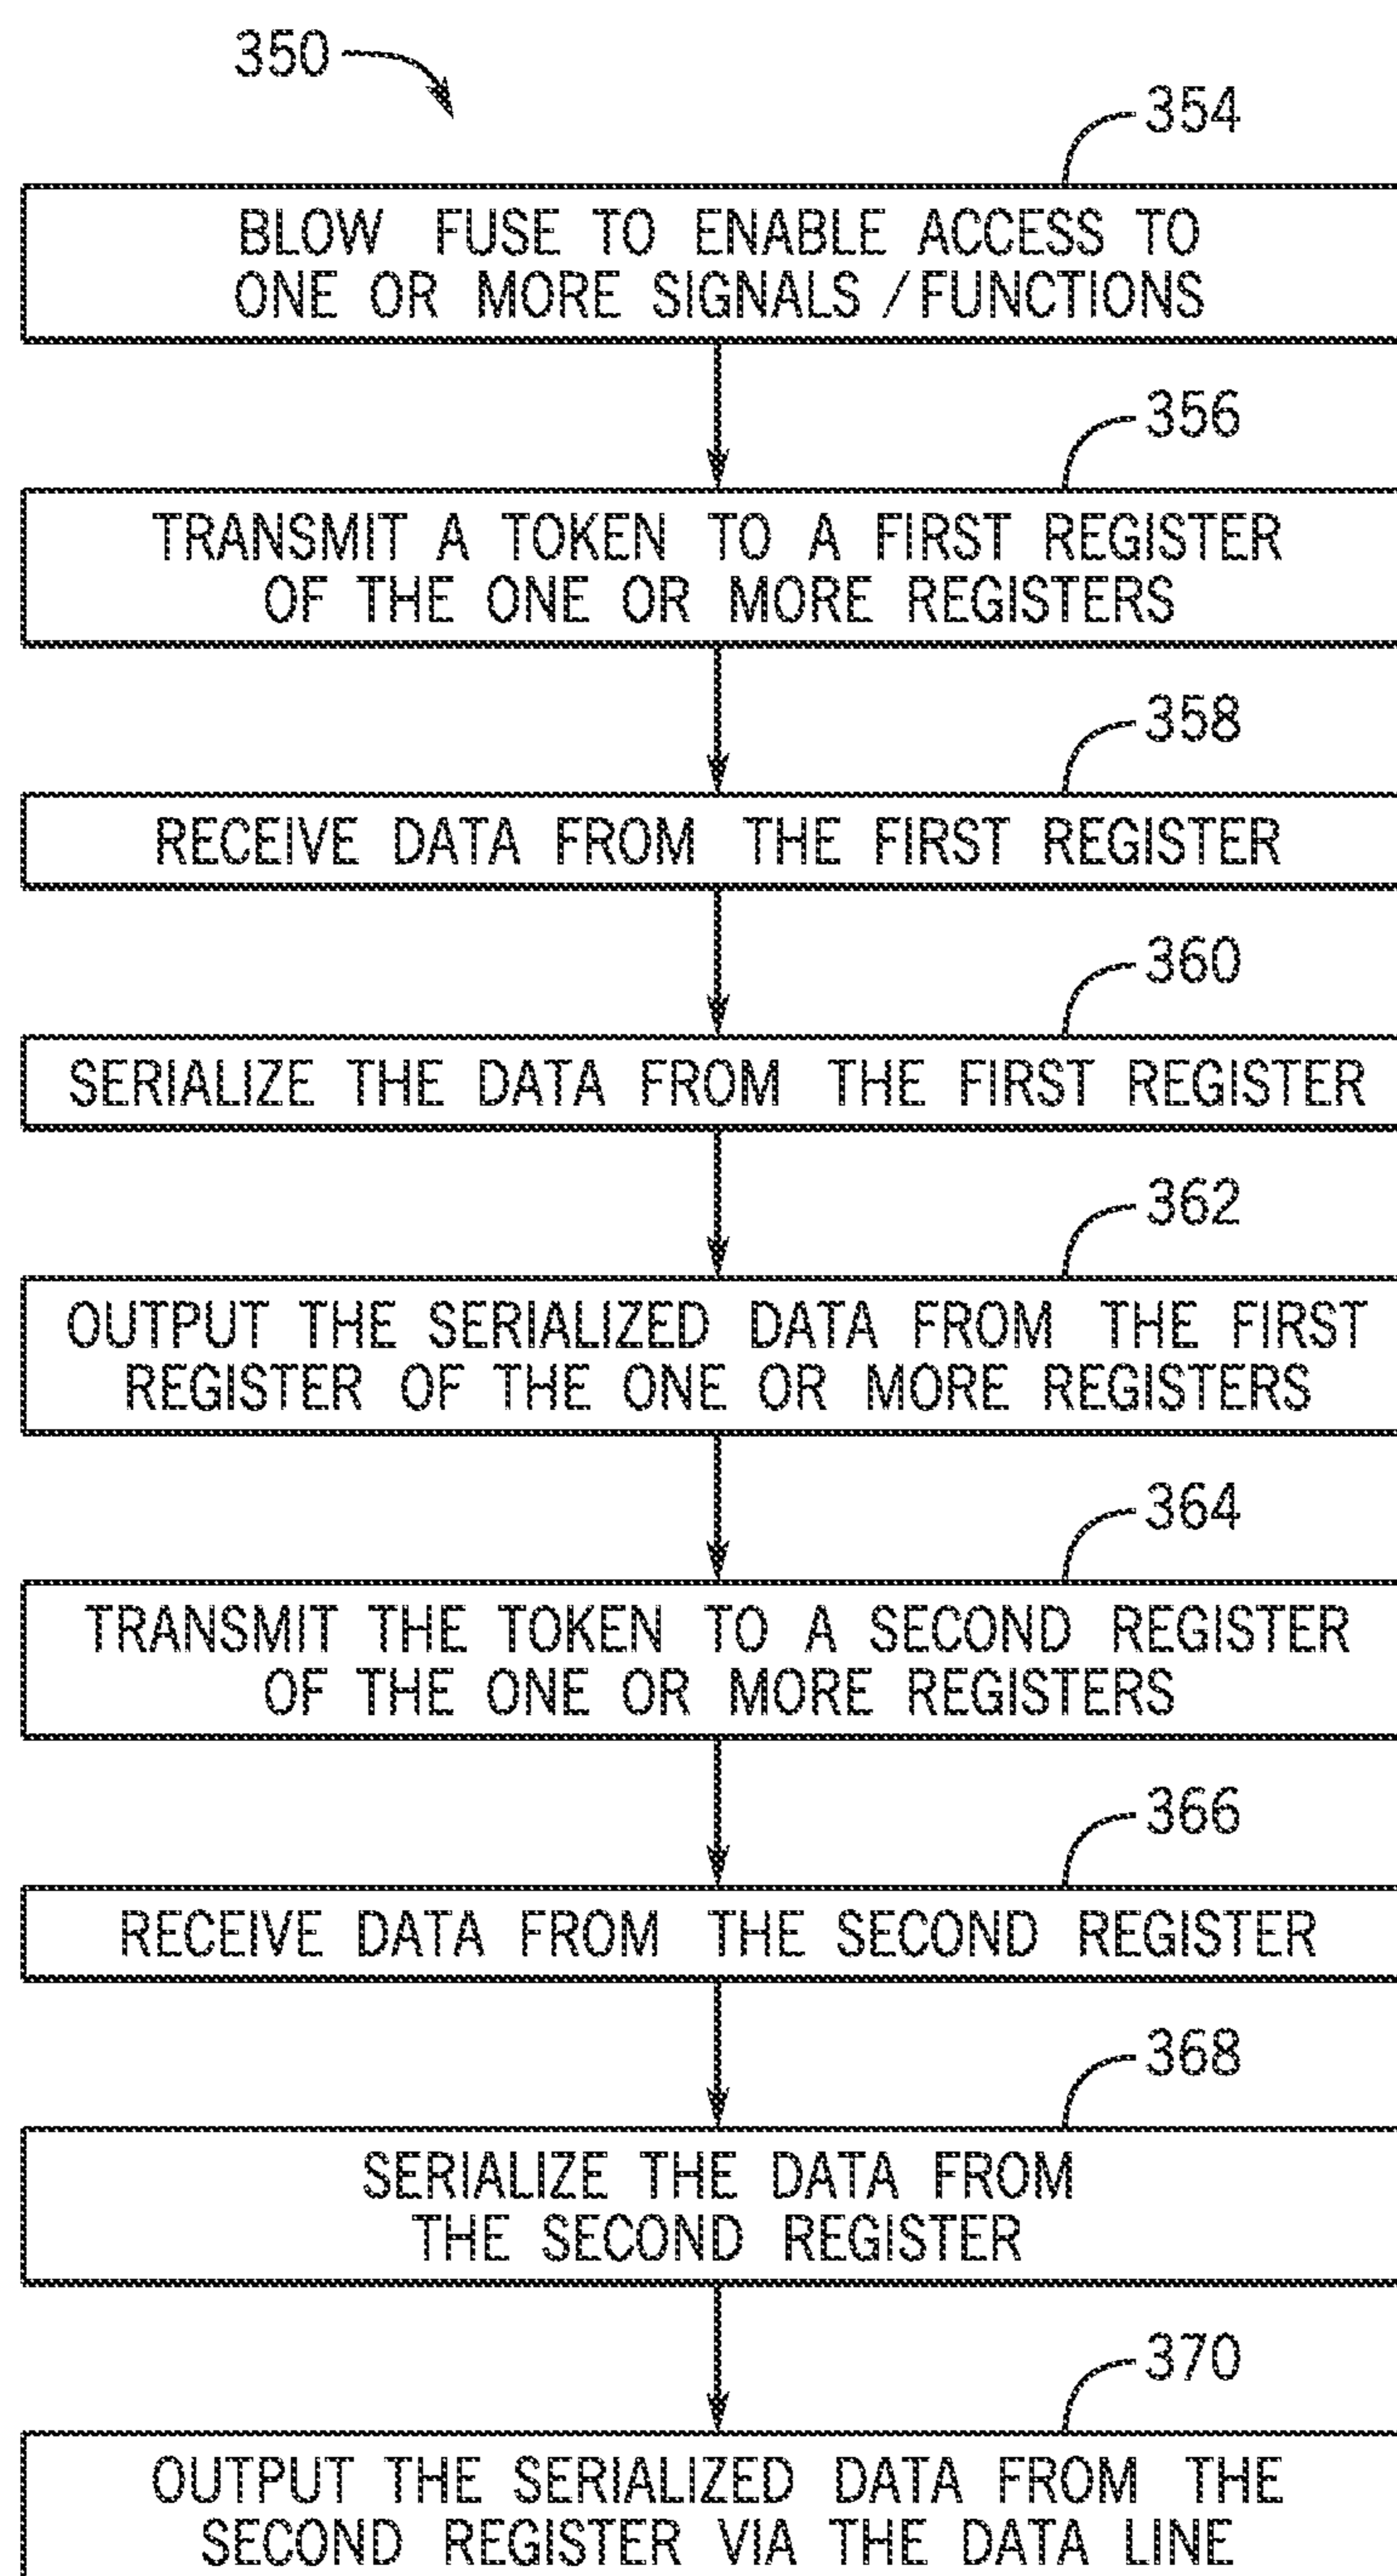 350
354
BLOW FUSE TO ENABLE ACCESS TO
ONE OR MORE SIGNALS / FUNCTIONS
356
TRANSMIT A TOKEN TO A FIRST REGISTER
OF THE ONE OR MORE REGISTERS
358
RECEIVE DATA FROM THE FIRST REGISTER
360
SERIALIZE THE DATA FROM THE FIRST REGISTER
362
OUTPUT THE SERIALIZED DATA FROM THE FIRST
REGISTER OF THE ONE OR MORE REGISTERS
364
TRANSMIT THE TOKEN TO A SECOND REGISTER
OF THE ONE OR MORE REGISTERS
366
RECEIVE DATA FROM THE SECOND REGISTER
368
SERIALIZE THE DATA FROM
THE SECOND REGISTER
370
OUTPUT THE SERIALIZED DATA FROM THE
SECOND REGISTER VIA THE DATA LINE